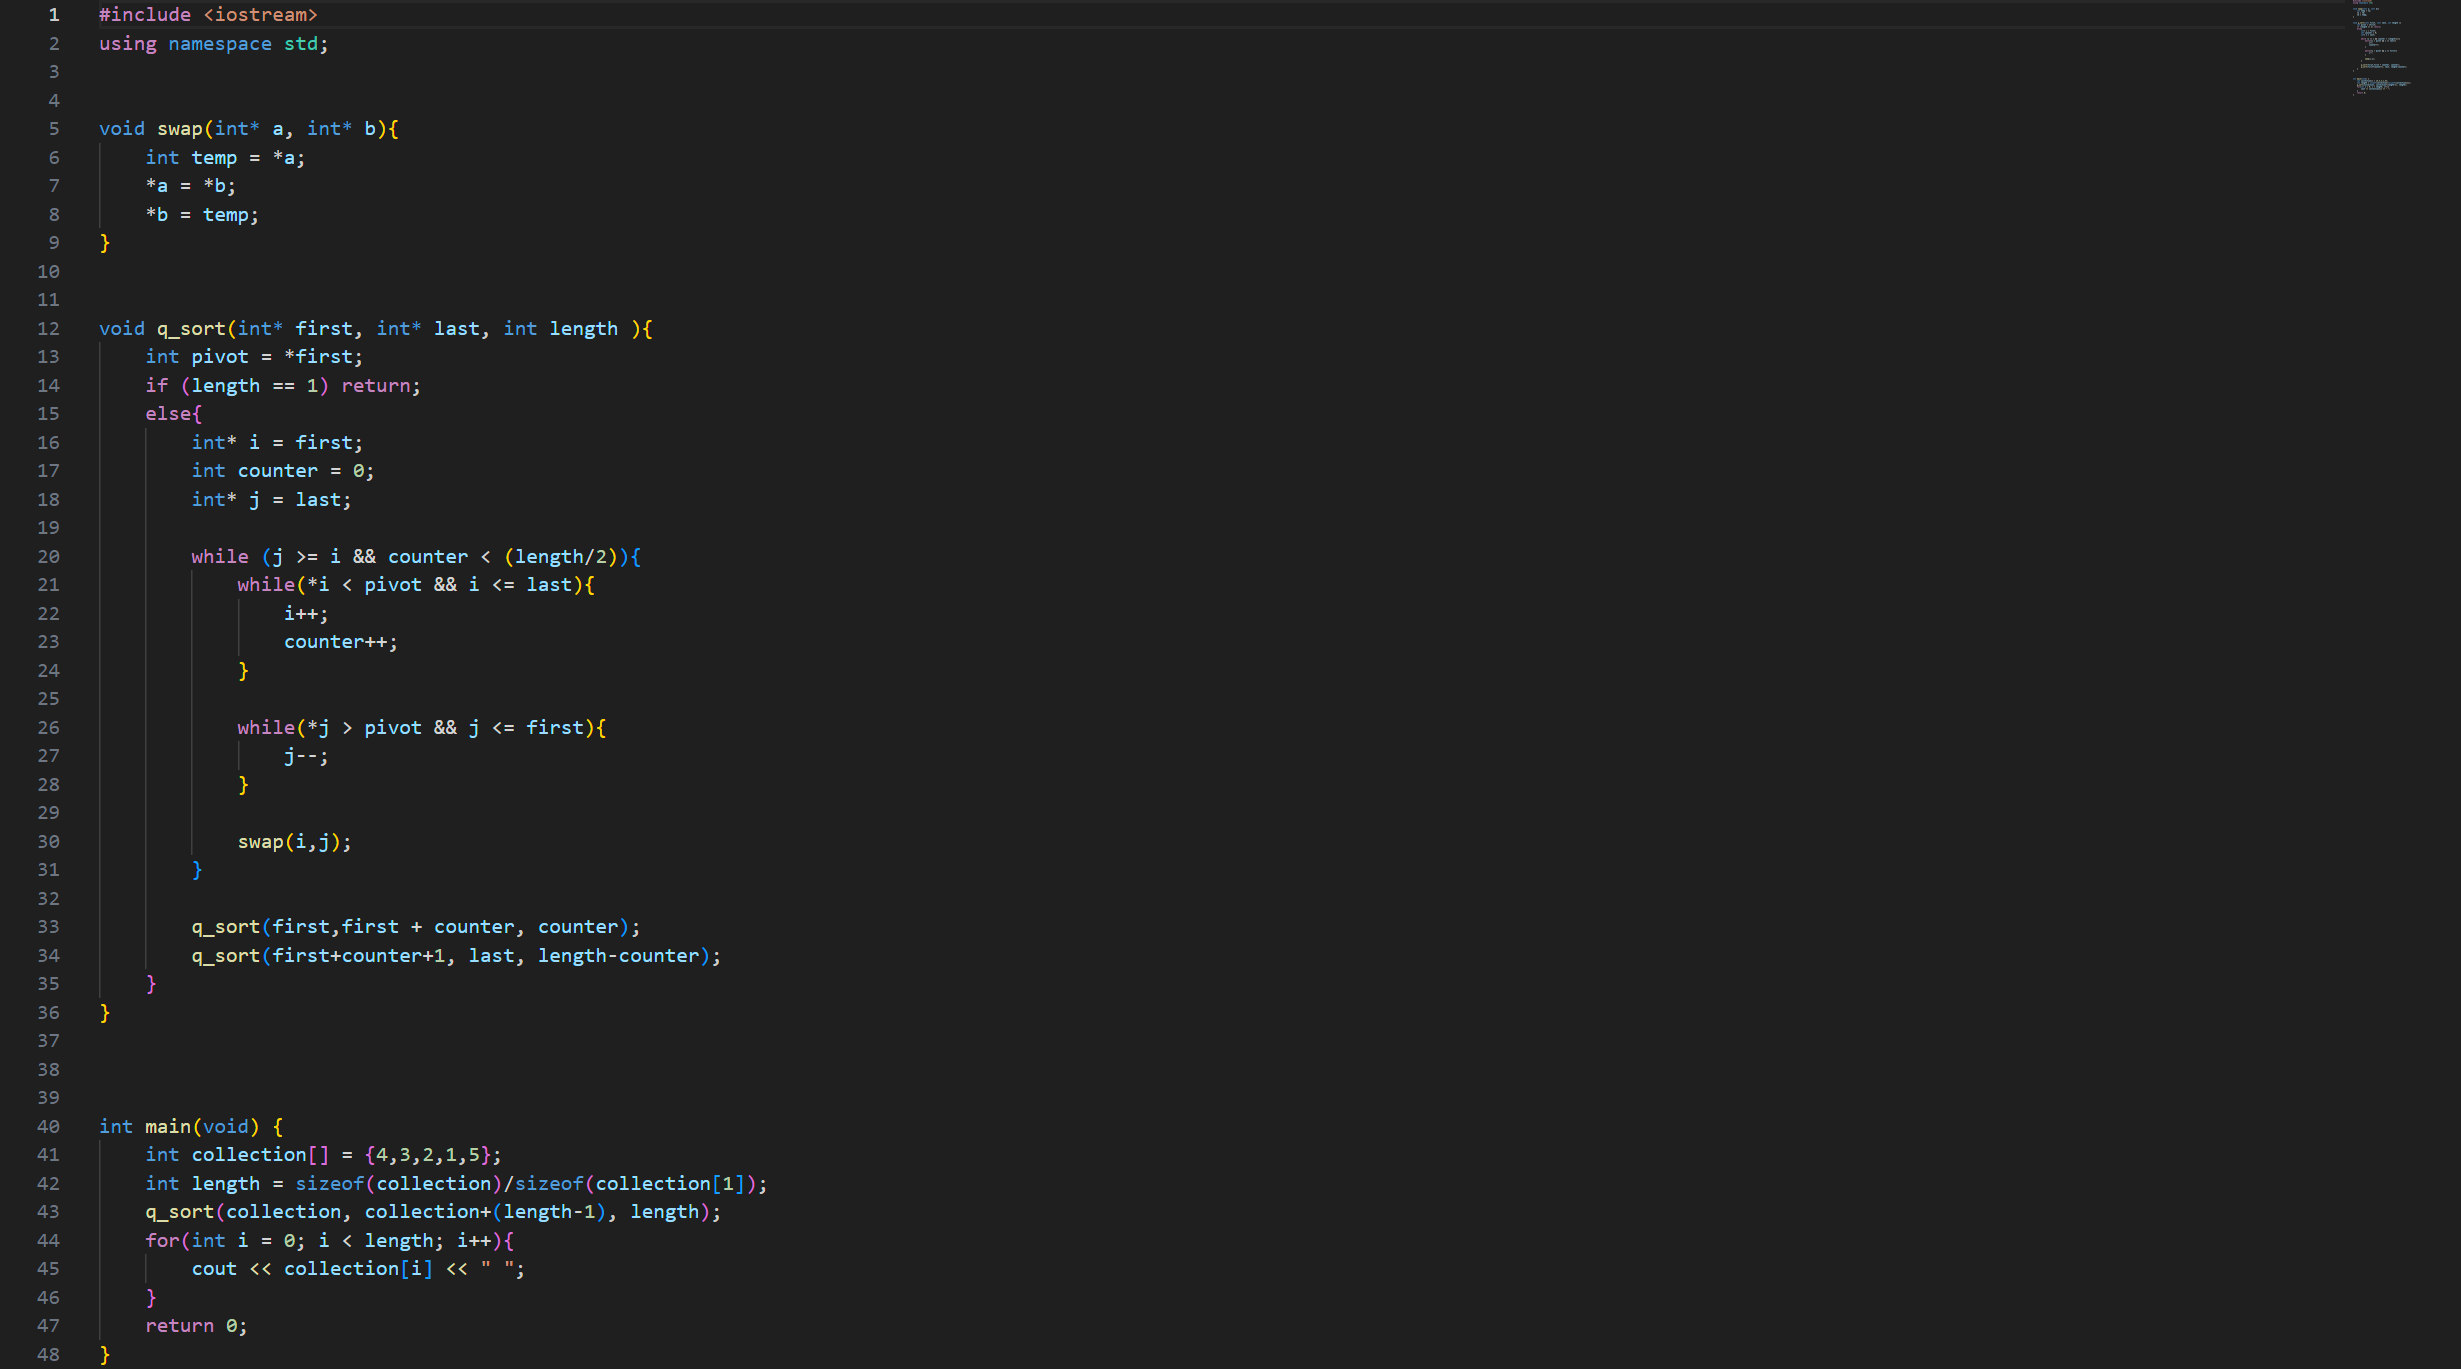 1 #include <iostream>
2 using namespace std;
3
4
5 void swap(int* a, int* b){
6     int temp = *a;
7     *a = *b;
8     *b = temp;
9 }
10
11
12 void q_sort(int* first, int* last, int length ){
13     int pivot = *first;
14     if (length == 1) return;
15     else{
16         int* i = first;
17         int counter = 0;
18         int* j = last;
19
20         while (j >= i && counter < (length/2)){
21             while(*i < pivot && i <= last){
22                 i++;
23                 counter++;
24             }
25
26             while(*j > pivot && j <= first){
27                 j--;
28             }
29
30             swap(i,j);
31         }
32
33         q_sort(first,first + counter, counter);
34         q_sort(first+counter+1, last, length-counter);
35     }
36 }
37
38
39
40 int main(void) {
41     int collection[] = {4,3,2,1,5};
42     int length = sizeof(collection)/sizeof(collection[1]);
43     q_sort(collection, collection+(length-1), length);
44     for(int i = 0; i < length; i++){
45         cout << collection[i] << " ";
46     }
47     return 0;
48 }